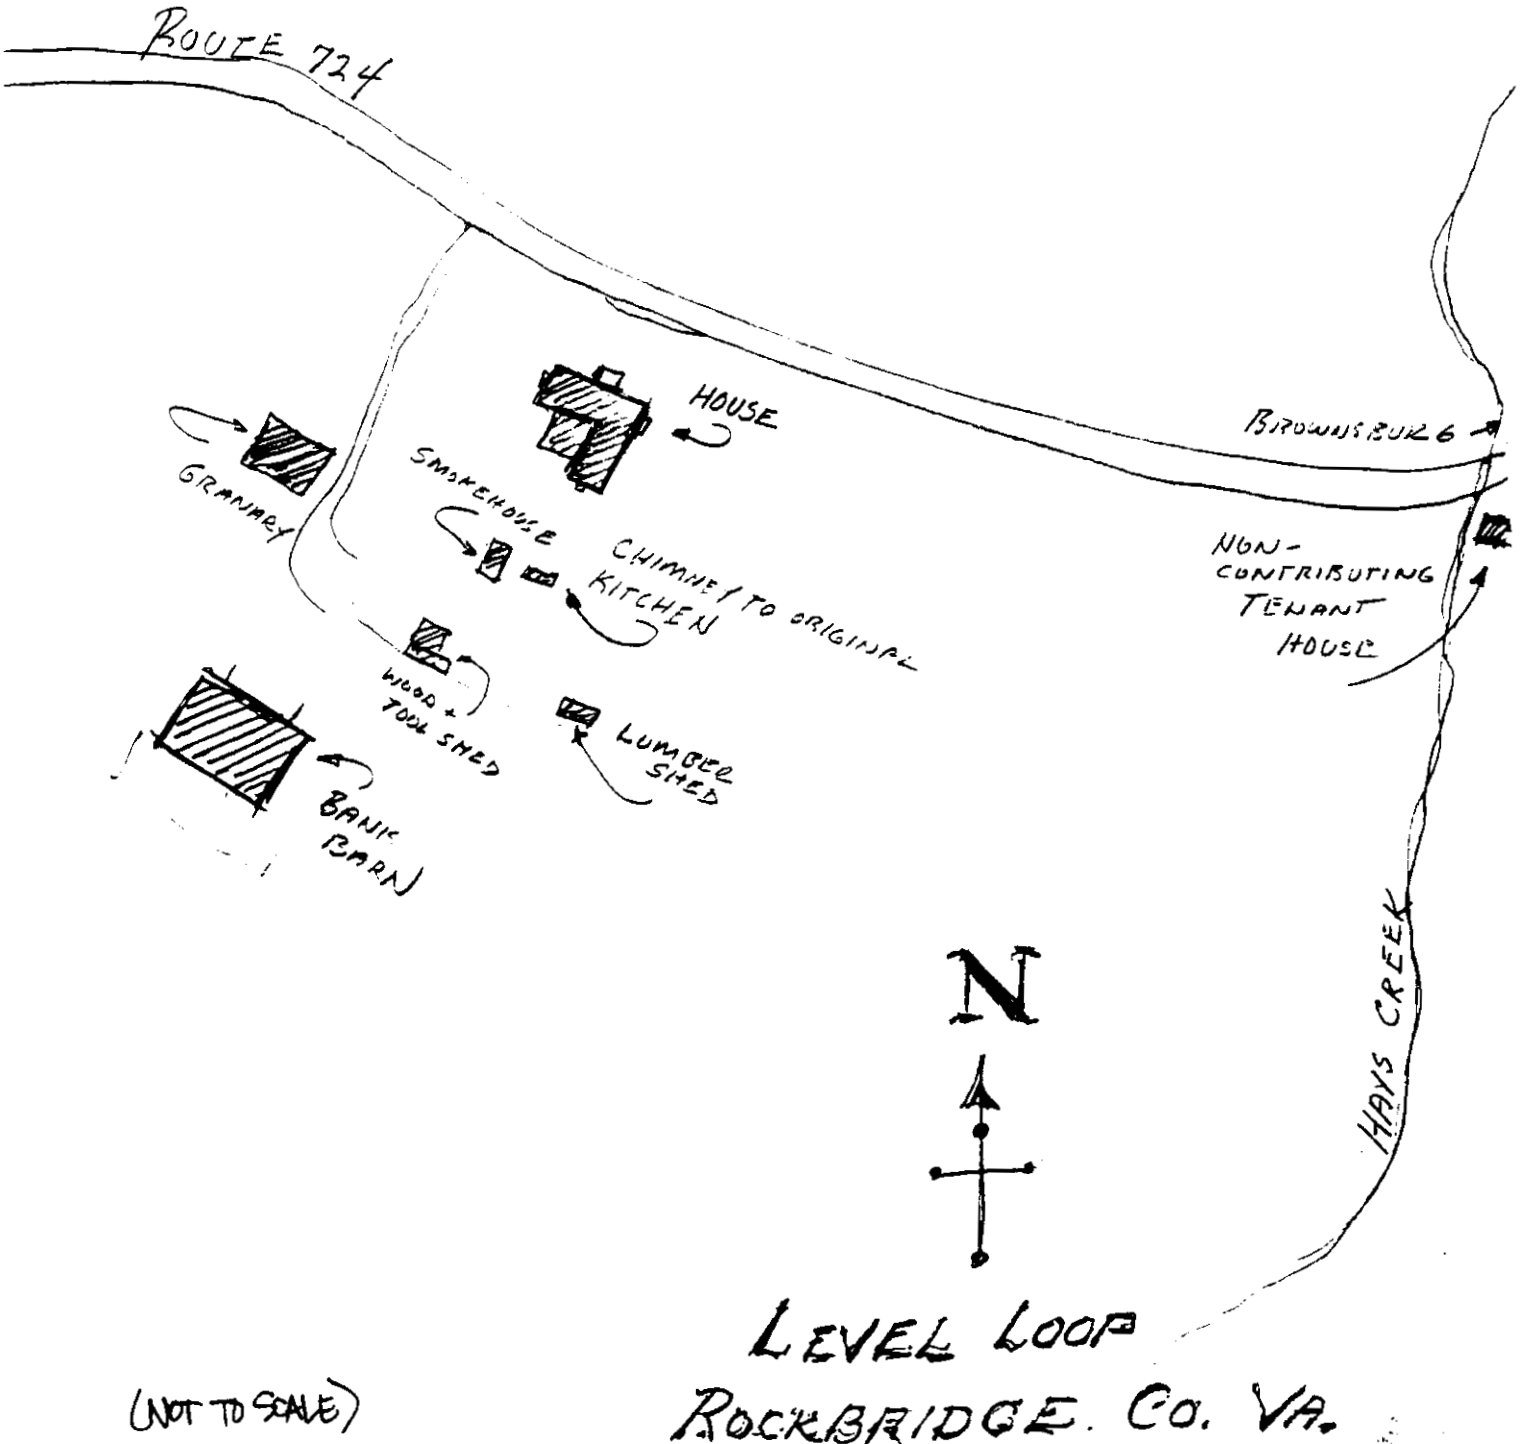 ROUTE 724
HOUSE
BROWNSBURG
GRANARY
SMOKEHOUSE
CHIMNEY TO ORIGINAL
KITCHEN
NON-
CONTRIBUTING
TENANT
HOUSE
WOOD +
TOOL SHED
LUMBER
SHED
BANK
BARN
HAYS CREEK
N
LEVEL LOOP
ROCKBRIDGE. CO. VA.
(NOT TO SCALE)